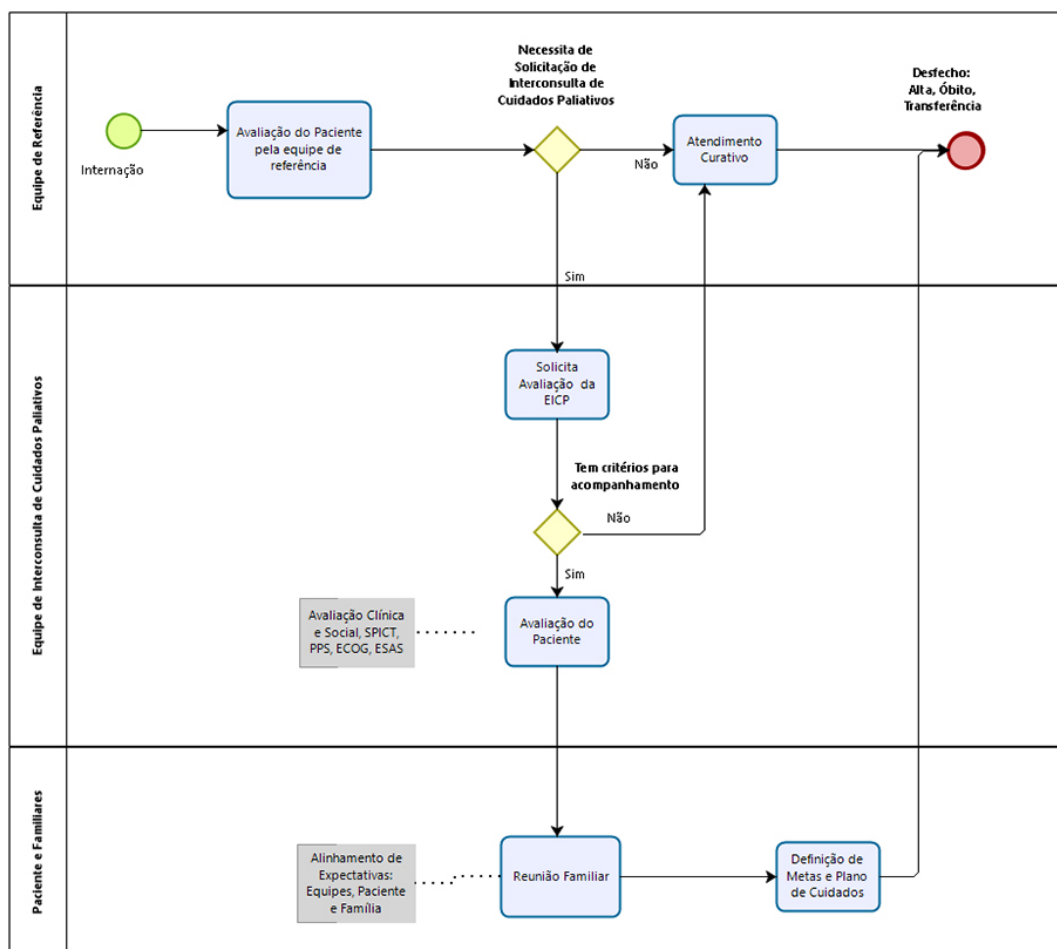 Equipe de Referência
Internação
Avaliação do Paciente
pela equipe de
referência
Necessita de
Solicitação de
Interconsulta de
Cuidados Paliativos
Não
Sim
Atendimento
Curativo
Desfecho:
Alta, Óbito,
Transferência
Equipe de Interconsulta de Cuidados Paliativos
Solicita
Avaliação da
EICP
Tem critérios para
acompanhamento
Não
Sim
Avaliação Clínica
e Social, SPICT,
PPS, ECOG, ESAS
Avaliação do
Paciente
Paciente e Familiares
Alinhamento de
Expectativas:
Equipes, Paciente
e Família
Reunião Familiar
Definição de
Metas e Plano
de Cuidados